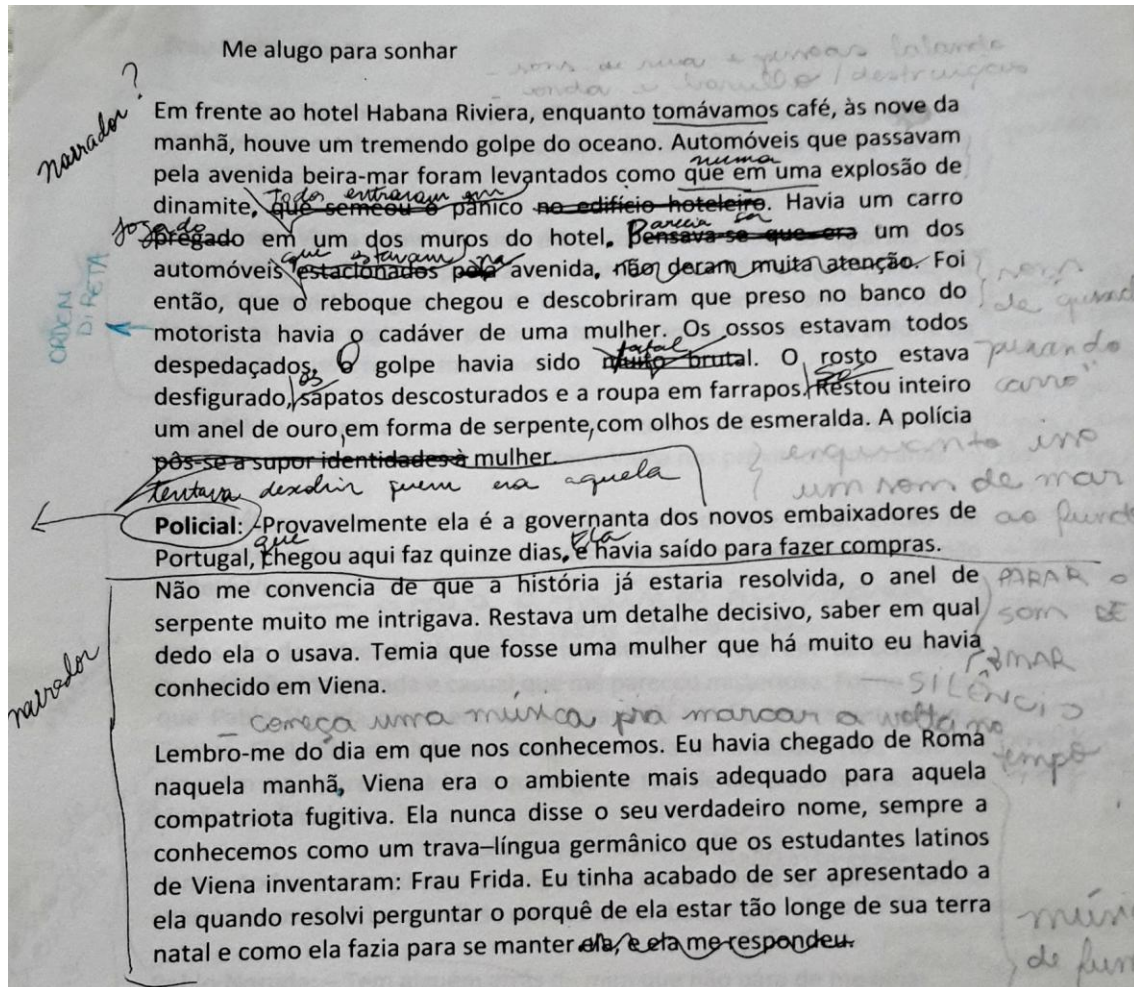 Me alugo para sonhar
- sons de rua e pessoas falando
onda e barulho / destruição
narrador?
Em frente ao hotel Habana Riviera, enquanto tomávamos café, às nove da
manhã, houve um tremendo golpe do oceano. Automóveis que passavam
numa
pela avenida beira-mar foram levantados como que em uma explosão de
Todos entraram em
dinamite, que semeou o pânico no edifício hoteleiro. Havia um carro
jogado
parecia ser
pregado em um dos muros do hotel, pensava-se que era um dos
que estavam na
automóveis estacionados pela avenida, não deram muita atenção. Foi
então, que o reboque chegou e descobriram que preso no banco do
ORDEM
DIRETA
motorista havia o cadáver de uma mulher. Os ossos estavam todos
fatal
despedaçados, O golpe havia sido muito brutal. O rosto estava
os
Só
desfigurado, sapatos descosturados e a roupa em farrapos. Restou inteiro
um anel de ouro, em forma de serpente, com olhos de esmeralda. A polícia
pôs-se a supor identidades à mulher.
tentava descobrir quem era aquela
som
de
carro"
enquanto isso
um som de mar
ao fundo
Policial: -Provavelmente ela é a governanta dos novos embaixadores de
que
Ela
Portugal, chegou aqui faz quinze dias, e havia saído para fazer compras.
narrador
Não me convencia de que a história já estaria resolvida, o anel de
serpente muito me intrigava. Restava um detalhe decisivo, saber em qual
dedo ela o usava. Temia que fosse uma mulher que há muito eu havia
conhecido em Viena.
PARAR o
som DE
MAR
- SILÊNCIO
- começa uma música pra marcar a volta no
tempo
Lembro-me do dia em que nos conhecemos. Eu havia chegado de Roma
naquela manhã, Viena era o ambiente mais adequado para aquela
compatriota fugitiva. Ela nunca disse o seu verdadeiro nome, sempre a
conhecemos como um trava–língua germânico que os estudantes latinos
de Viena inventaram: Frau Frida. Eu tinha acabado de ser apresentado a
ela quando resolvi perguntar o porquê de ela estar tão longe de sua terra
natal e como ela fazia para se manter ela, e ela me respondeu.
de